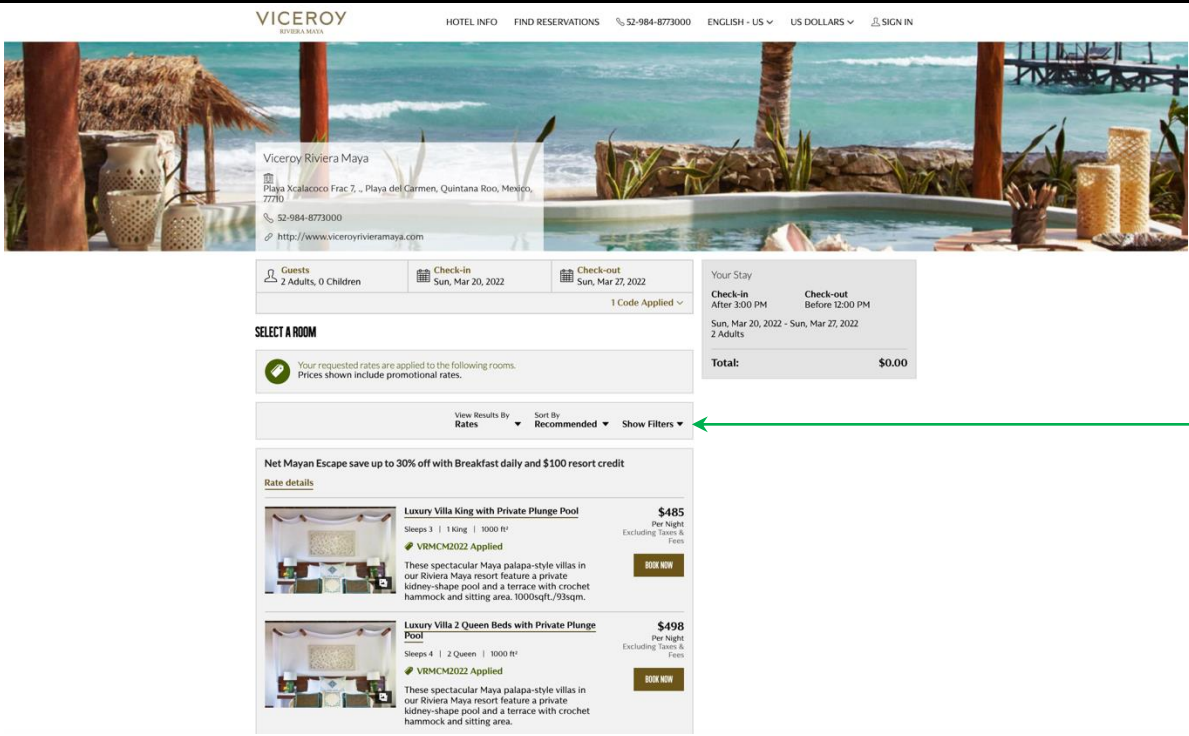 VICEROY
RIVIERA MAYA
HOTEL INFO FIND RESERVATIONS 52-984-8773000 ENGLISH - US US DOLLARS SIGN IN
Viceroy Riviera Maya
Playa Xcalacoco Frac 7, ., Playa del Carmen, Quintana Roo, Mexico,
77710
52-984-8773000
http://www.viceroyrivieramaya.com
Guests
2 Adults, 0 Children
Check-in
Sun, Mar 20, 2022
Check-out
Sun, Mar 27, 2022
1 Code Applied
Your Stay
Check-in
After 3:00 PM
Check-out
Before 12:00 PM
Sun, Mar 20, 2022 - Sun, Mar 27, 2022
2 Adults
Total: $0.00
SELECT A ROOM
Your requested rates are applied to the following rooms.
Prices shown include promotional rates.
View Results By
Rates
Sort By
Recommended
Show Filters
Net Mayan Escape save up to 30% off with Breakfast daily and $100 resort credit
Rate details
Luxury Villa King with Private Plunge Pool
Sleeps 3 | 1 King | 1000 ft²
VRMCM2022 Applied
These spectacular Maya palapa-style villas in
our Riviera Maya resort feature a private
kidney-shape pool and a terrace with crochet
hammock and sitting area. 1000sqft./93sqm.
$485
Per Night
Excluding Taxes &
Fees
BOOK NOW
Luxury Villa 2 Queen Beds with Private Plunge
Pool
Sleeps 4 | 2 Queen | 1000 ft²
VRMCM2022 Applied
These spectacular Maya palapa-style villas in
our Riviera Maya resort feature a private
kidney-shape pool and a terrace with crochet
hammock and sitting area.
$498
Per Night
Excluding Taxes &
Fees
BOOK NOW